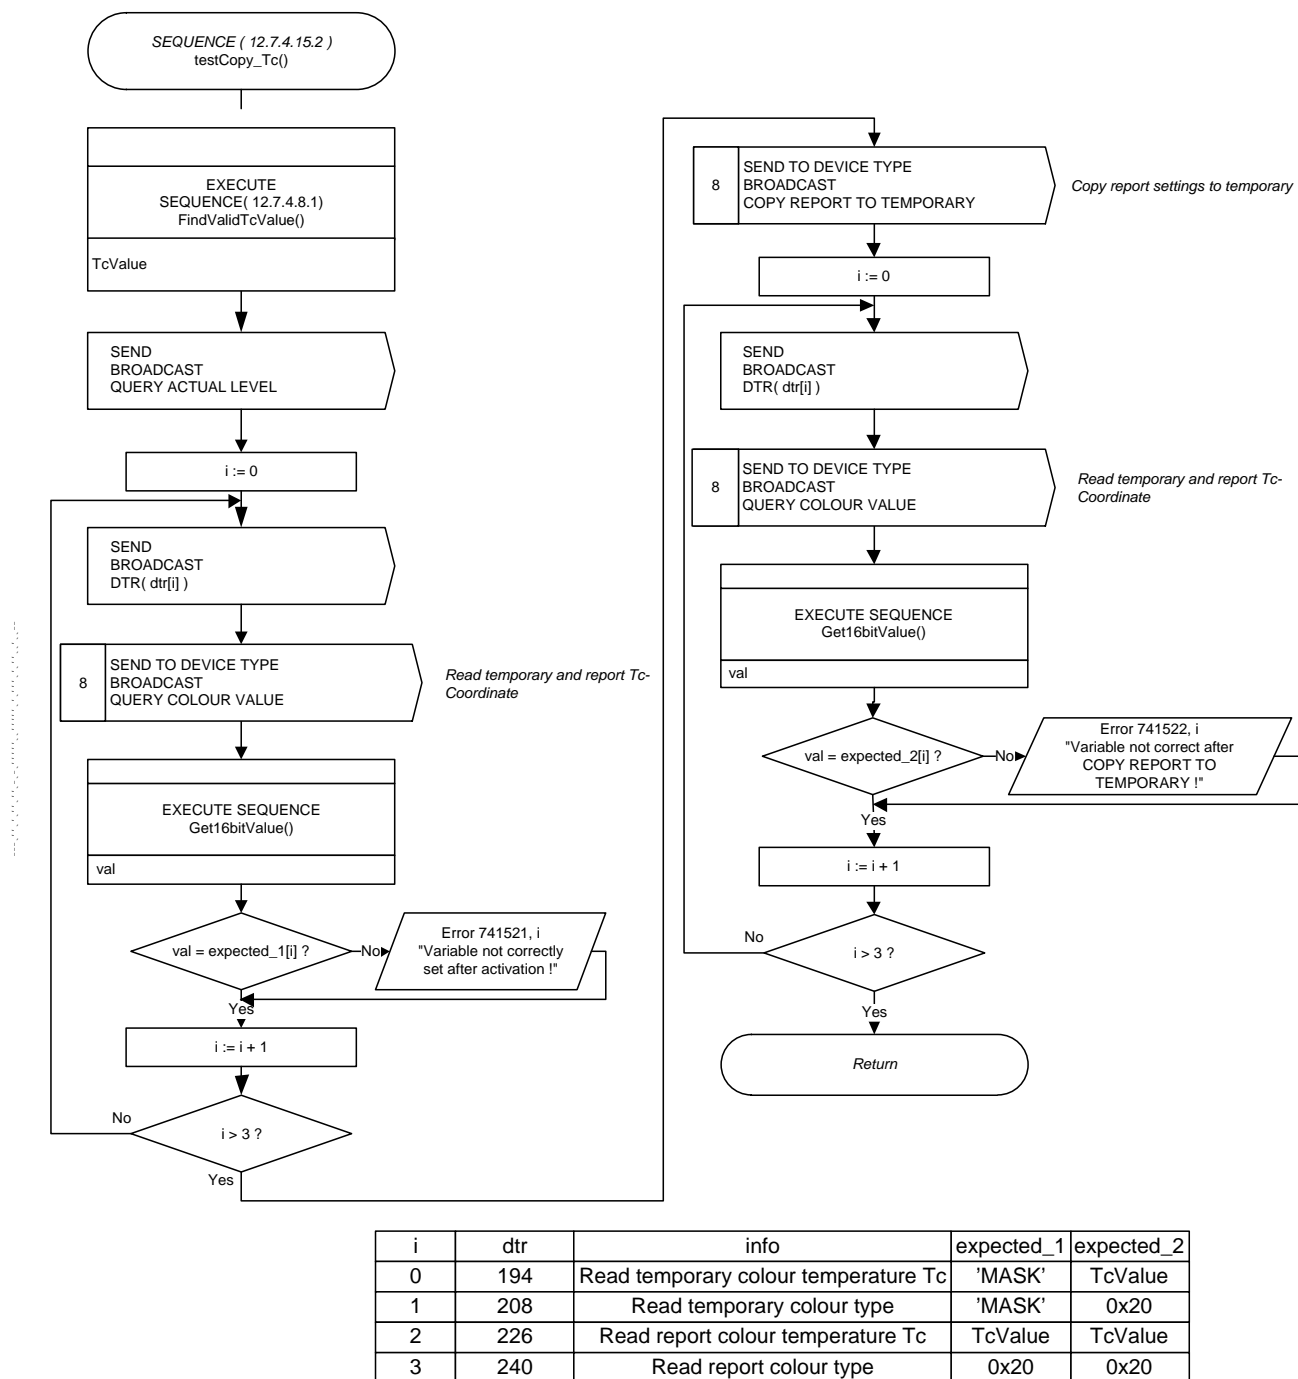 SEQUENCE ( 12.7.4.15.2 )
testCopy_Tc()
EXECUTE
SEQUENCE( 12.7.4.8.1)
FindValidTcValue()
TcValue
SEND
BROADCAST
QUERY ACTUAL LEVEL
i := 0
SEND
BROADCAST
DTR( dtr[i] )
8
SEND TO DEVICE TYPE
BROADCAST
QUERY COLOUR VALUE
Read temporary and report Tc-
Coordinate
EXECUTE SEQUENCE
Get16bitValue()
val
val = expected_1[i] ?
No
Error 741521, i
"Variable not correctly
set after activation !"
Yes
i := i + 1
i > 3 ?
No
Yes
8
SEND TO DEVICE TYPE
BROADCAST
COPY REPORT TO TEMPORARY
Copy report settings to temporary
i := 0
SEND
BROADCAST
DTR( dtr[i] )
8
SEND TO DEVICE TYPE
BROADCAST
QUERY COLOUR VALUE
Read temporary and report Tc-
Coordinate
EXECUTE SEQUENCE
Get16bitValue()
val
val = expected_2[i] ?
No
Error 741522, i
"Variable not correct after
COPY REPORT TO
TEMPORARY !"
Yes
i := i + 1
No
i > 3 ?
Yes
Return
i dtr info expected_1 expected_2
0 194 Read temporary colour temperature Tc 'MASK' TcValue
1 208 Read temporary colour type 'MASK' 0x20
2 226 Read report colour temperature Tc TcValue TcValue
3 240 Read report colour type 0x20 0x20